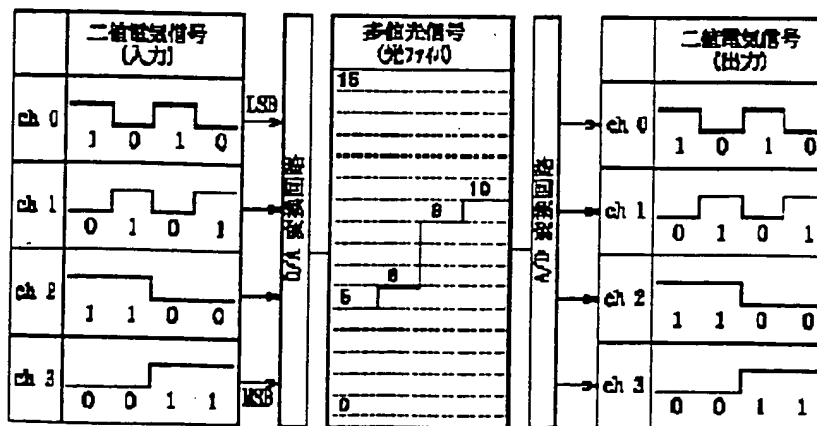 二値電気信号
(入力)
ch 0
1 0 1 0
LSB
ch 1
0 1 0 1
ch 2
1 1 0 0
ch 3
0 0 1 1
MSB
D/A 変換回路
多値光信号
(光ファイバ)
15
10
9
6
5
0
A/D 変換回路
二値電気信号
(出力)
ch 0
1 0 1 0
ch 1
0 1 0 1
ch 2
1 1 0 0
ch 3
0 0 1 1